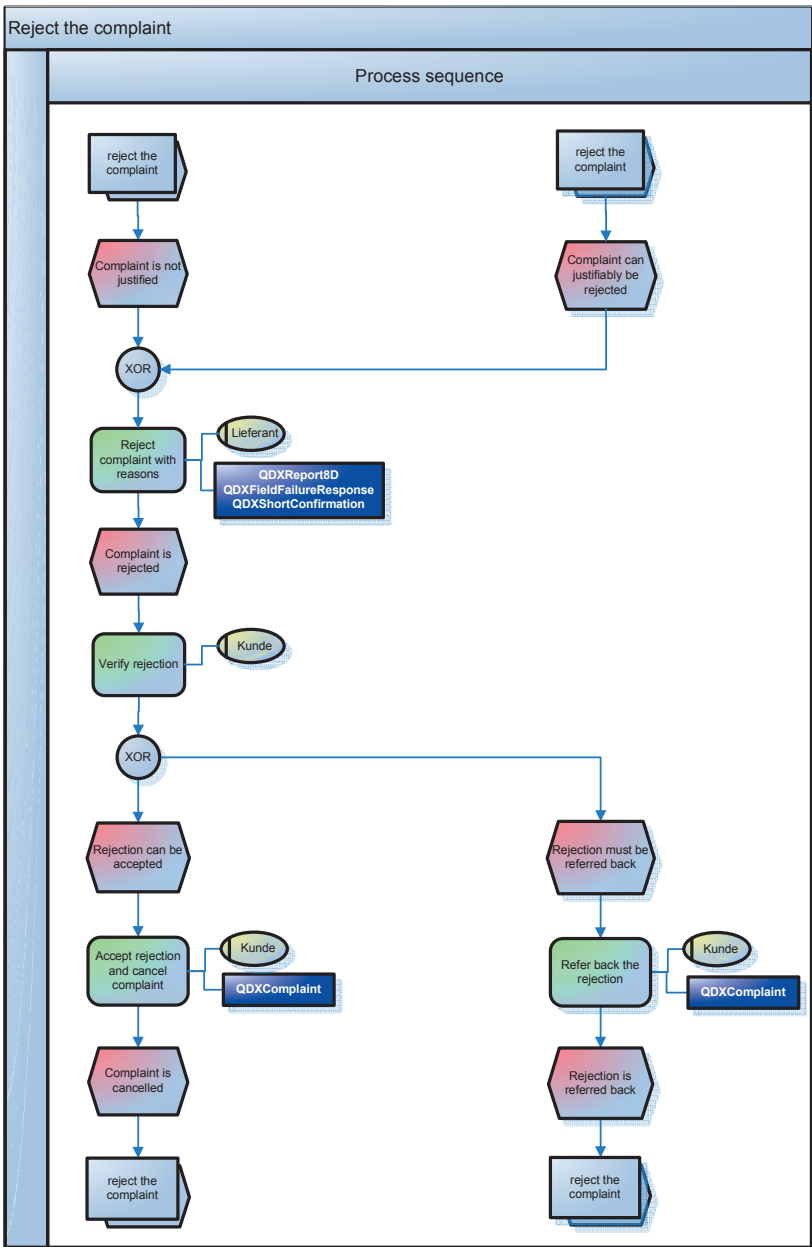 Reject the complaint
Process sequence
reject the
complaint
reject the
complaint
Complaint is not
justified
Complaint can
justifiably be
rejected
XOR
Reject
complaint with
reasons
Lieferant
QDXReport8D
QDXFieldFailureResponse
QDXShortConfirmation
Complaint is
rejected
Verify rejection
Kunde
XOR
Rejection can be
accepted
Rejection must be
referred back
Accept rejection
and cancel
complaint
Kunde
QDXComplaint
Refer back the
rejection
Kunde
QDXComplaint
Complaint is
cancelled
Rejection is
referred back
reject the
complaint
reject the
complaint